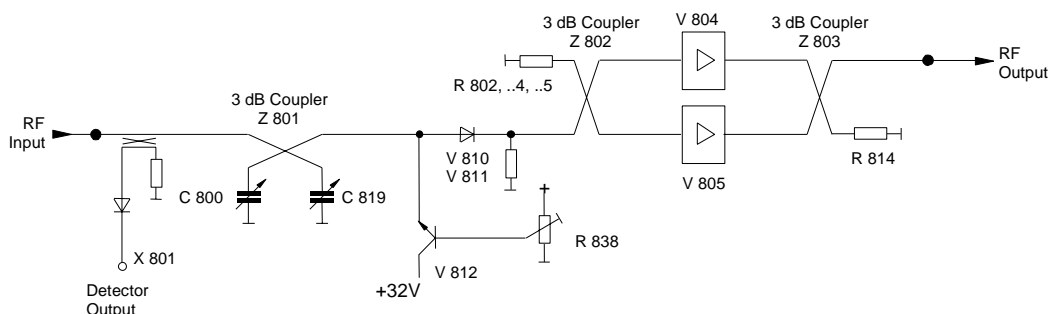 3 dB Coupler
Z 802
V 804
3 dB Coupler
Z 803
RF
Output
R 802, ..4, ..5
3 dB Coupler
Z 801
RF
Input
V 810
V 811
V 805
R 814
C 800
C 819
+
R 838
X 801
V 812
+32V
Detector
Output